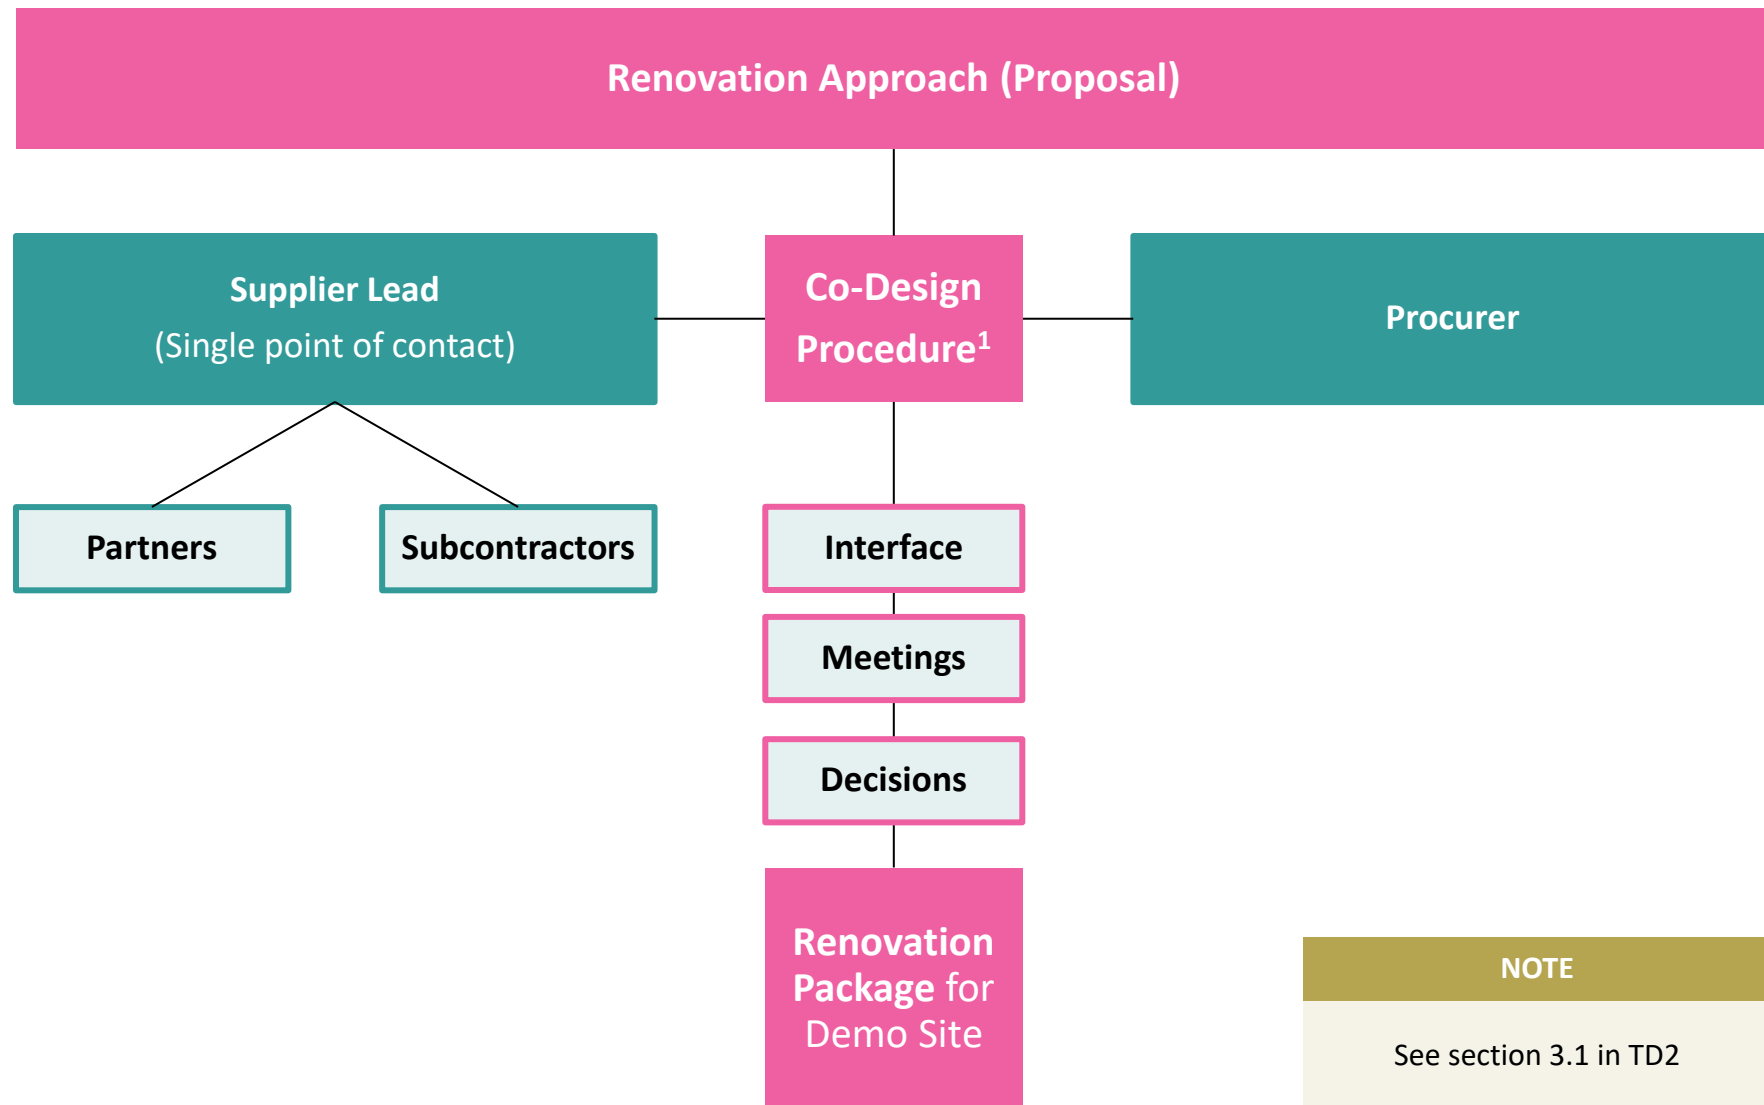 Renovation Approach (Proposal)
Supplier Lead
(Single point of contact)
Co-Design
Procedure¹
Procurer
Partners
Subcontractors
Interface
Meetings
Decisions
Renovation
Package for
Demo Site
NOTE
See section 3.1 in TD2